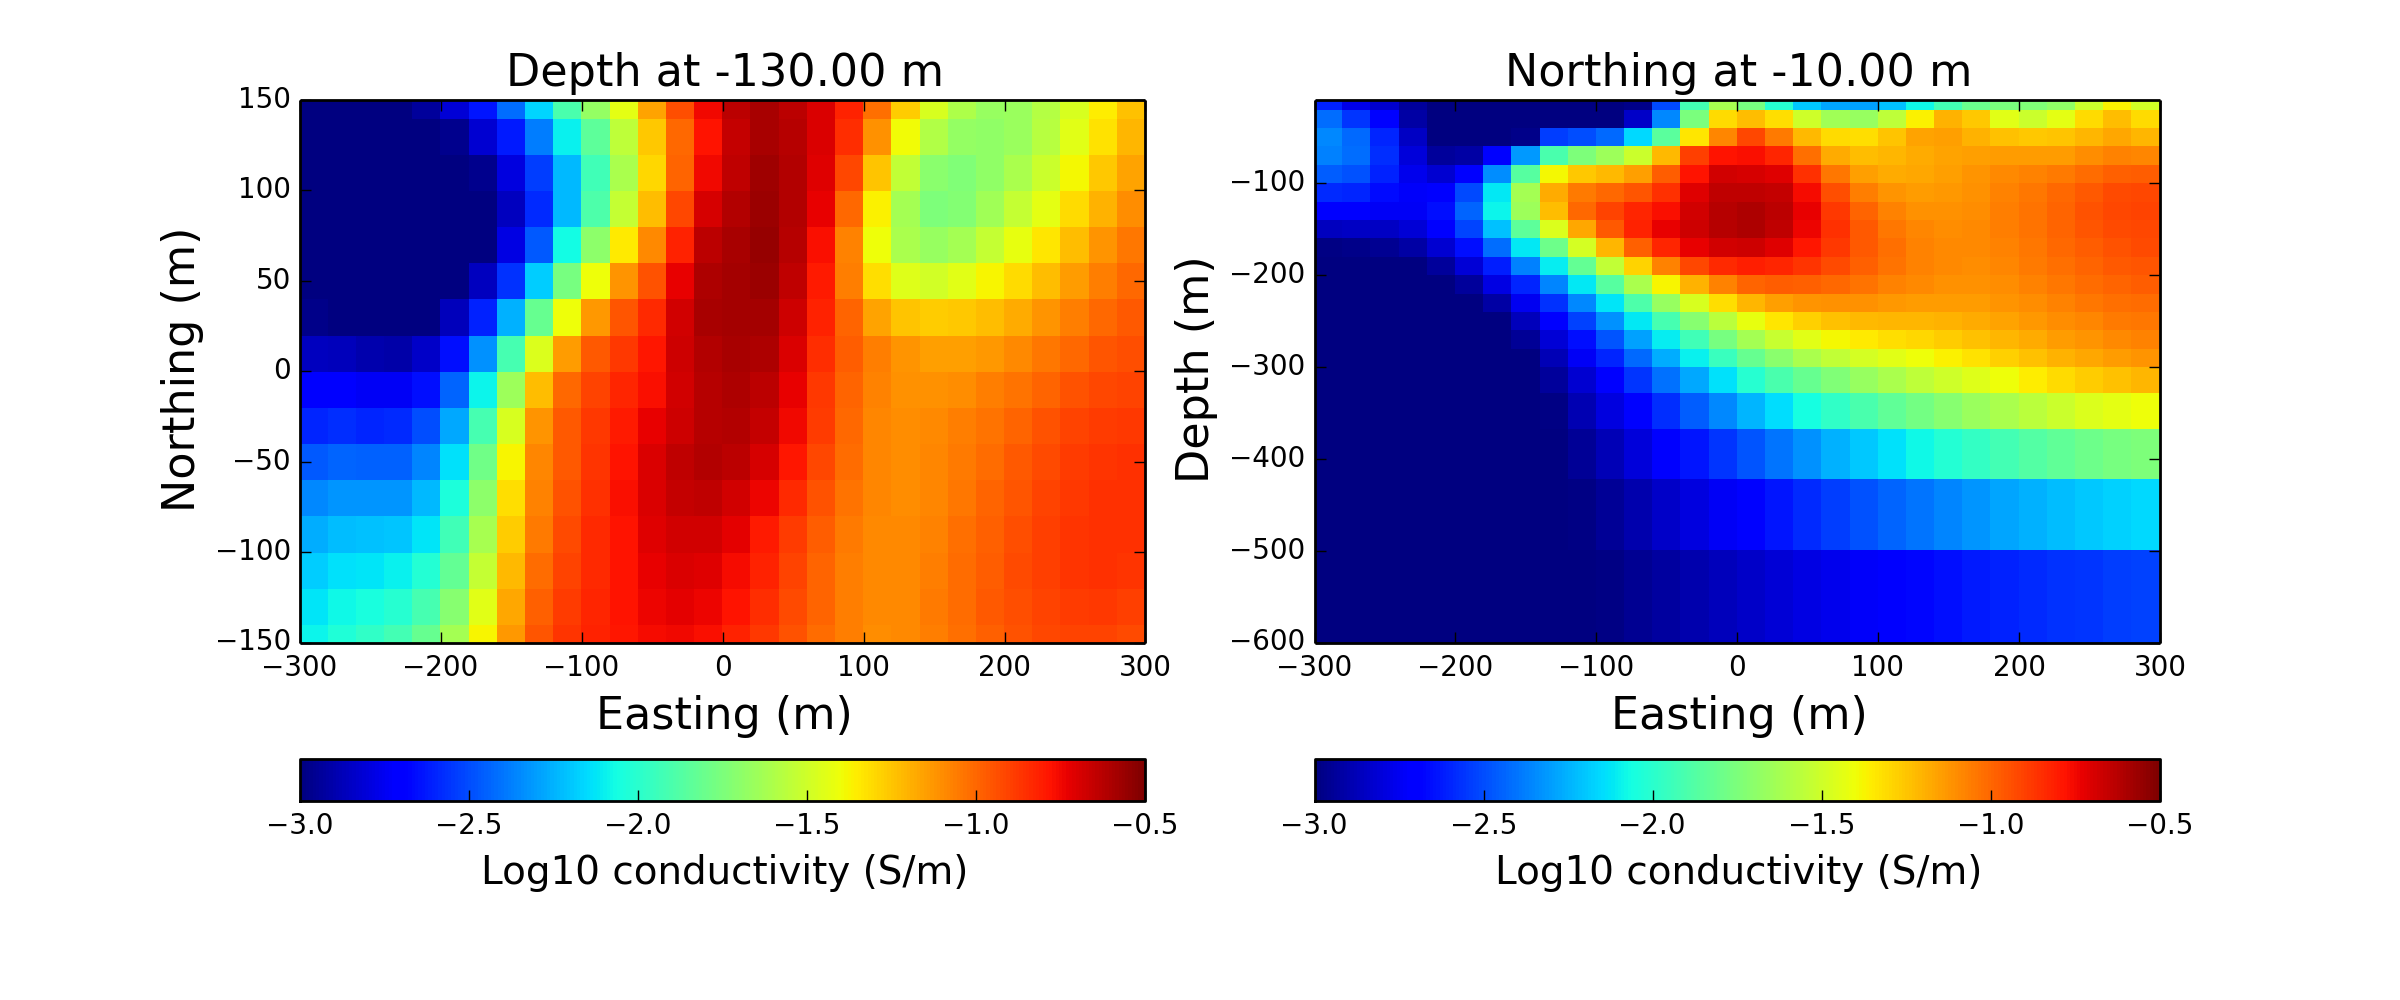 Depth at -130.00 m
150
100
50
0
−50
−100
−150
Northing (m)
−300 −200 −100 0 100 200 300
Easting (m)
−3.0 −2.5 −2.0 −1.5 −1.0 −0.5
Log10 conductivity (S/m)
Northing at -10.00 m
−100
−200
−300
−400
−500
−600
Depth (m)
−300 −200 −100 0 100 200 300
Easting (m)
−3.0 −2.5 −2.0 −1.5 −1.0 −0.5
Log10 conductivity (S/m)